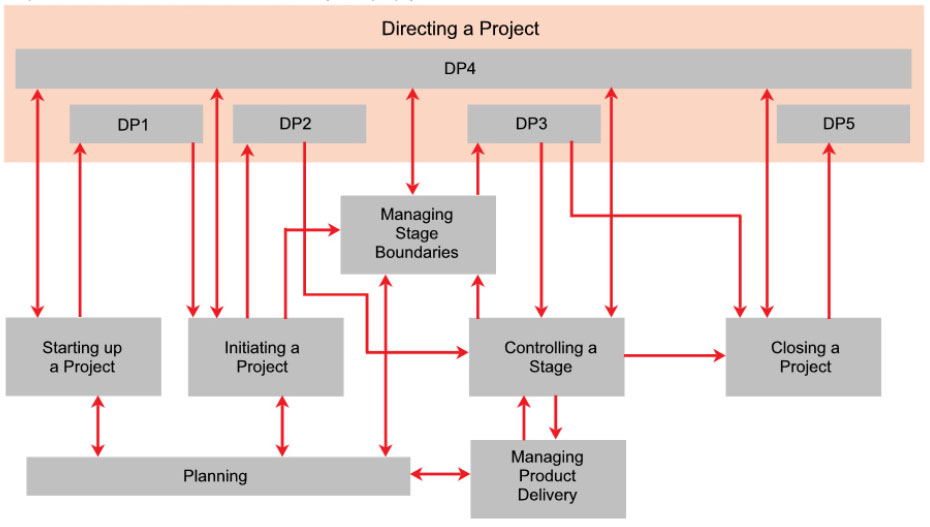 Directing a Project
DP4
DP1
DP2
DP3
DP5
Managing
Stage
Boundaries
Starting up
a Project
Initiating a
Project
Controlling a
Stage
Closing a
Project
Planning
Managing
Product
Delivery